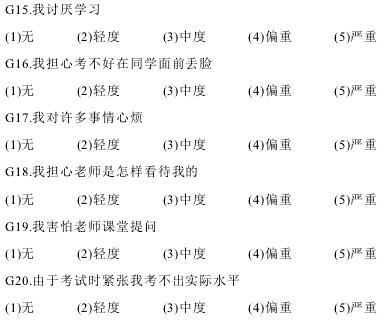 G15.我讨厌学习
(1)无 (2)轻度 (3)中度 (4)偏重 (5)严重
G16.我担心考不好在同学面前丢脸
(1)无 (2)轻度 (3)中度 (4)偏重 (5)严重
G17.我对许多事情心烦
(1)无 (2)轻度 (3)中度 (4)偏重 (5)严重
G18.我担心老师是怎样看待我的
(1)无 (2)轻度 (3)中度 (4)偏重 (5)严重
G19.我害怕老师课堂提问
(1)无 (2)轻度 (3)中度 (4)偏重 (5)严重
G20.由于考试时紧张我考不出实际水平
(1)无 (2)轻度 (3)中度 (4)偏重 (5)严重